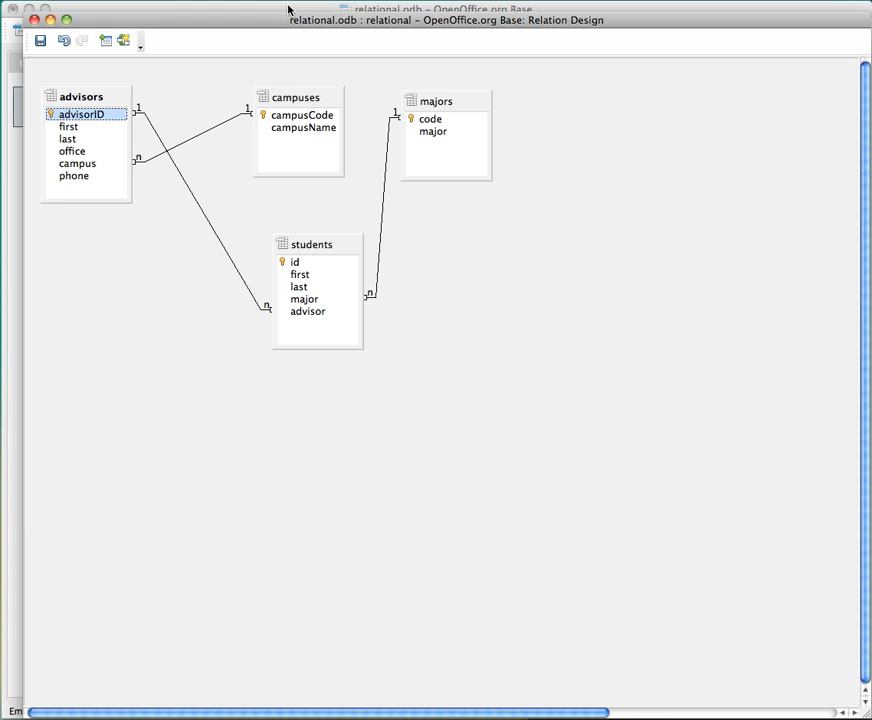 relational.odb – OpenOffice.org Base
relational.odb : relational – OpenOffice.org Base: Relation Design
advisors
advisorID
first
last
office
campus
phone
1
n
campuses
campusCode
campusName
1
majors
code
major
1
students
id
first
last
major
advisor
n
n
Em